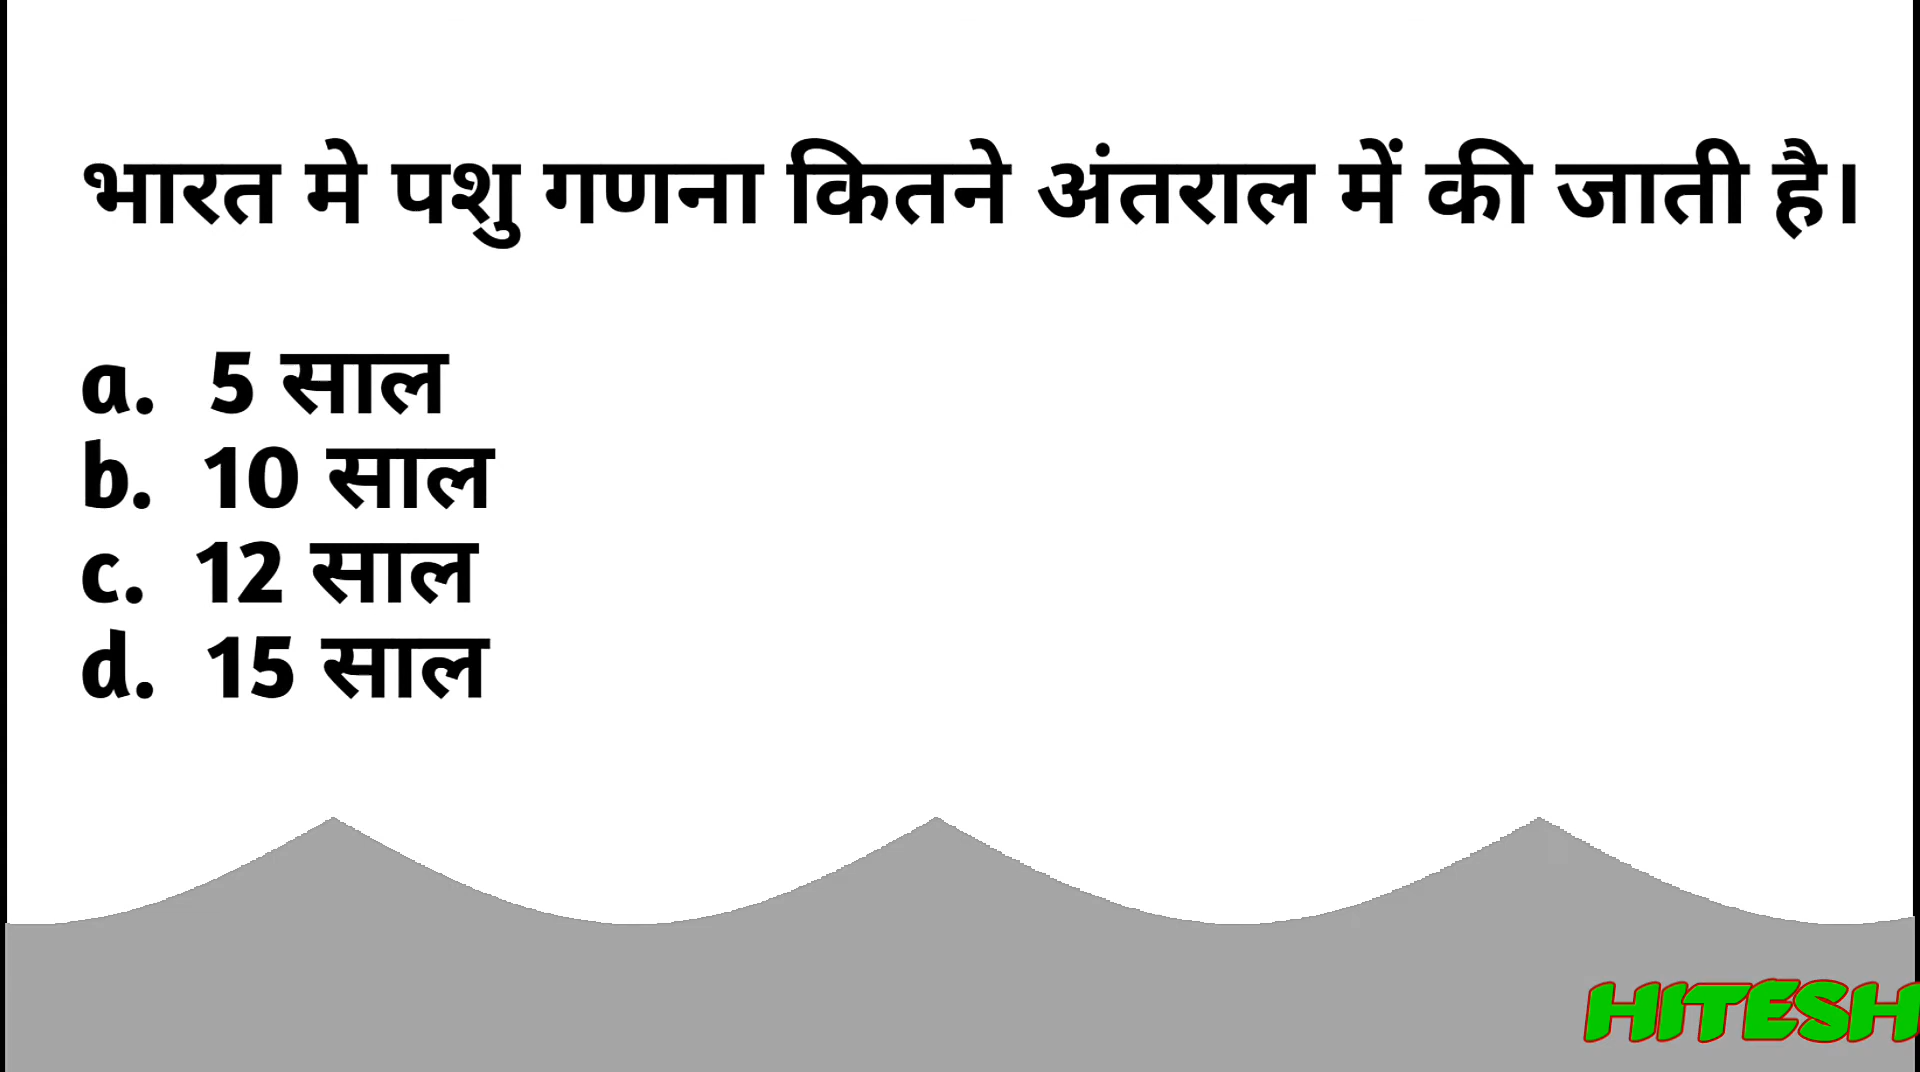 भारत मे पशु गणना कितने अंतराल में की जाती है।
a. 5 साल
b. 10 साल
c. 12 साल
d. 15 साल
HITESH